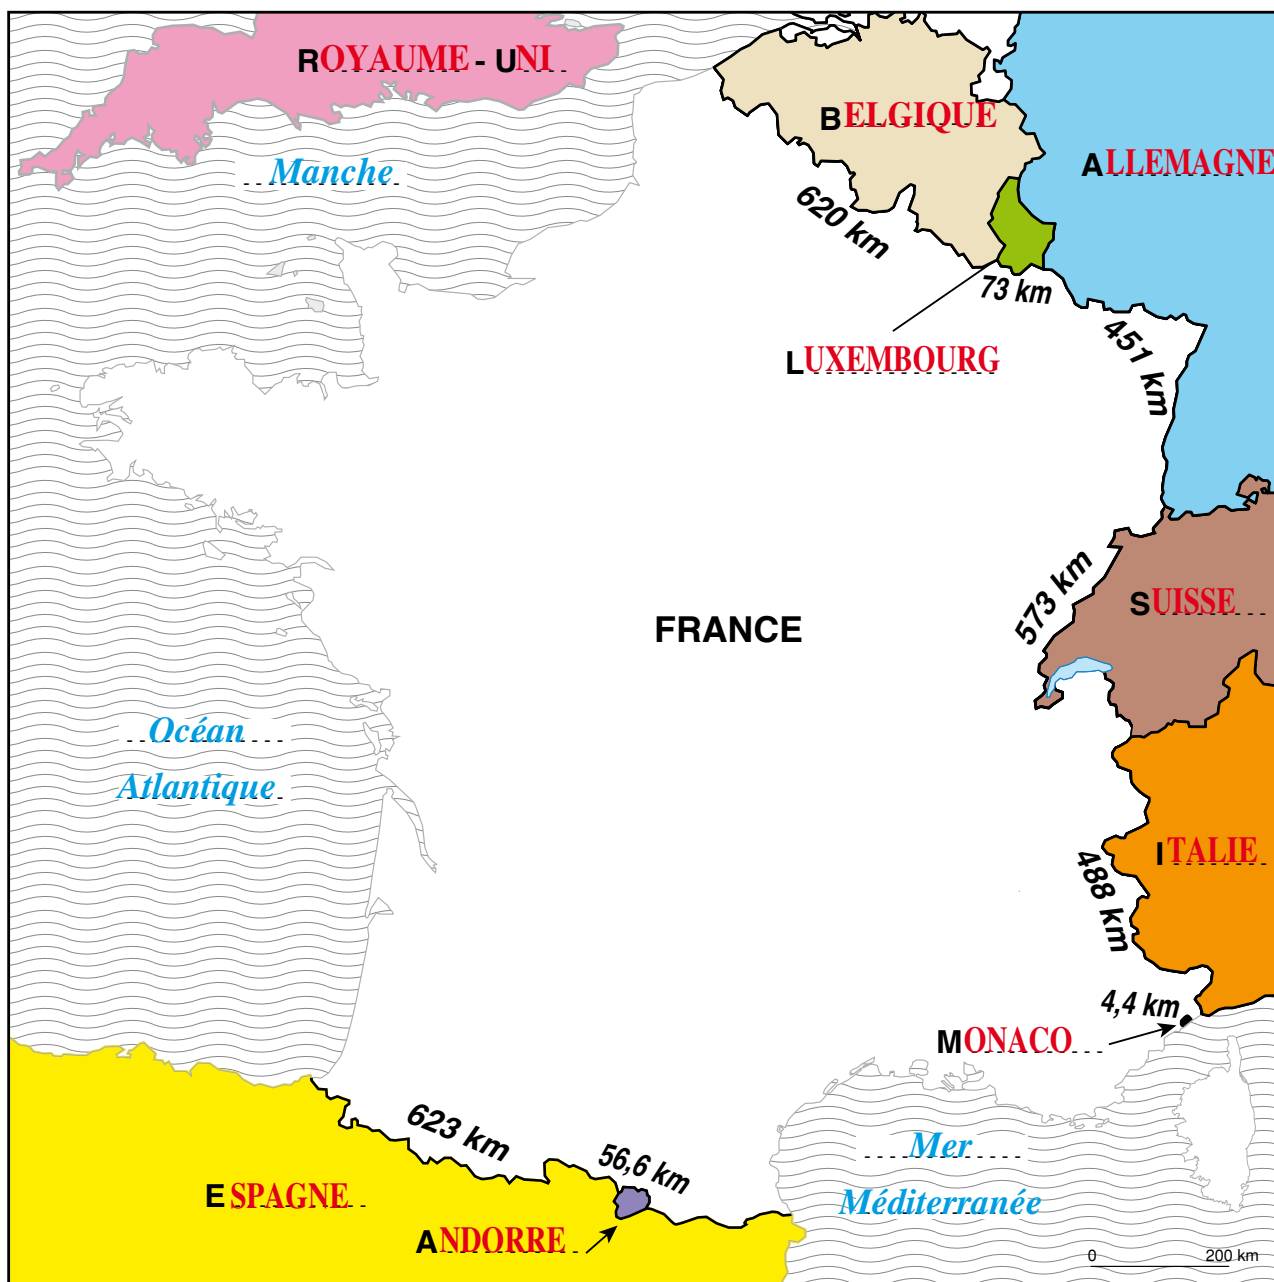 ROYAUME - UNI
BELGIQUE
ALLEMAGNE
Manche
620 km
73 km
451 km
LUXEMBOURG
573 km
SUISSE
FRANCE
Océan
Atlantique
ITALIE
488 km
4,4 km
MONACO
623 km
56,6 km
Mer
Méditerranée
ESPAGNE
ANDORRE
0 200 km